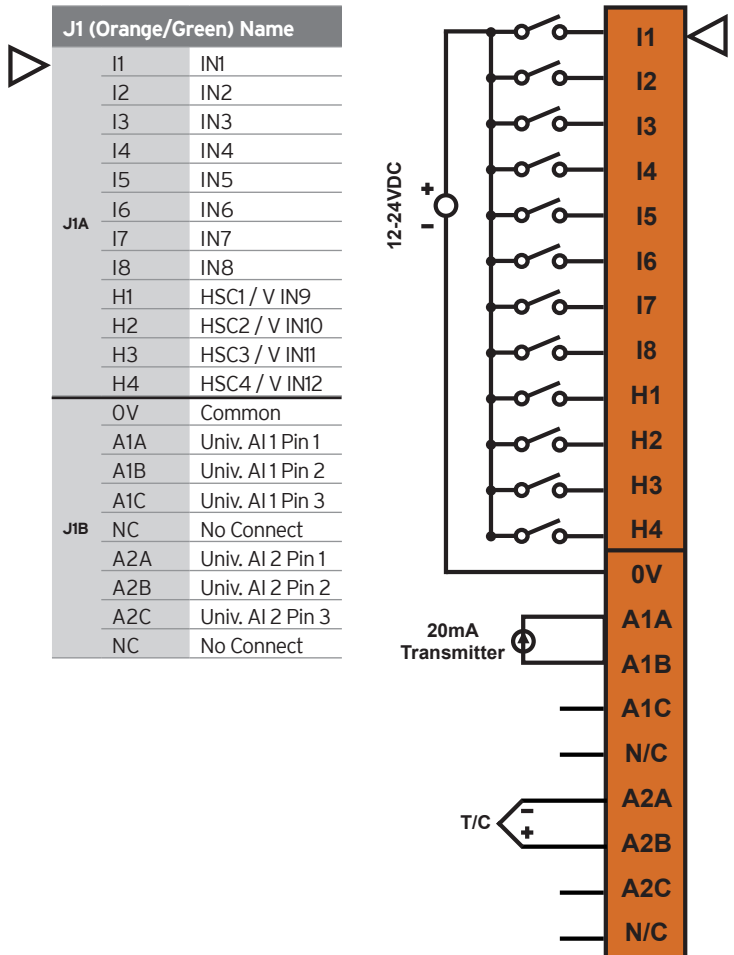 J1 (Orange/Green) Name
I1 IN1
I2 IN2
I3 IN3
I4 IN4
I5 IN5
I6 IN6
J1A
I7 IN7
I8 IN8
H1 HSC1 / V IN9
H2 HSC2 / V IN10
H3 HSC3 / V IN11
H4 HSC4 / V IN12
0V Common
A1A Univ. AI 1 Pin 1
A1B Univ. AI 1 Pin 2
A1C Univ. AI 1 Pin 3
J1B NC No Connect
A2A Univ. AI 2 Pin 1
A2B Univ. AI 2 Pin 2
A2C Univ. AI 2 Pin 3
NC No Connect
12-24VDC
+
-
I1
I2
I3
I4
I5
I6
I7
I8
H1
H2
H3
H4
0V
20mA
Transmitter
A1A
A1B
A1C
N/C
T/C
-
+
A2A
A2B
A2C
N/C